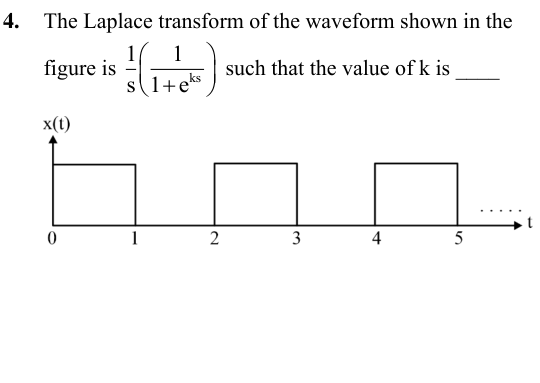 4. The Laplace transform of the waveform shown in the
figure is 1/s (1/(1+e^ks)) such that the value of k is ____
x(t)
0 1 2 3 4 5 ..... t